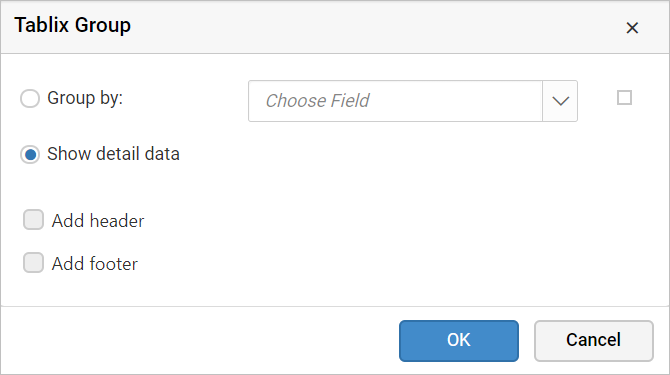 Tablix Group
Group by:
Choose Field
Show detail data
Add header
Add footer
OK
Cancel